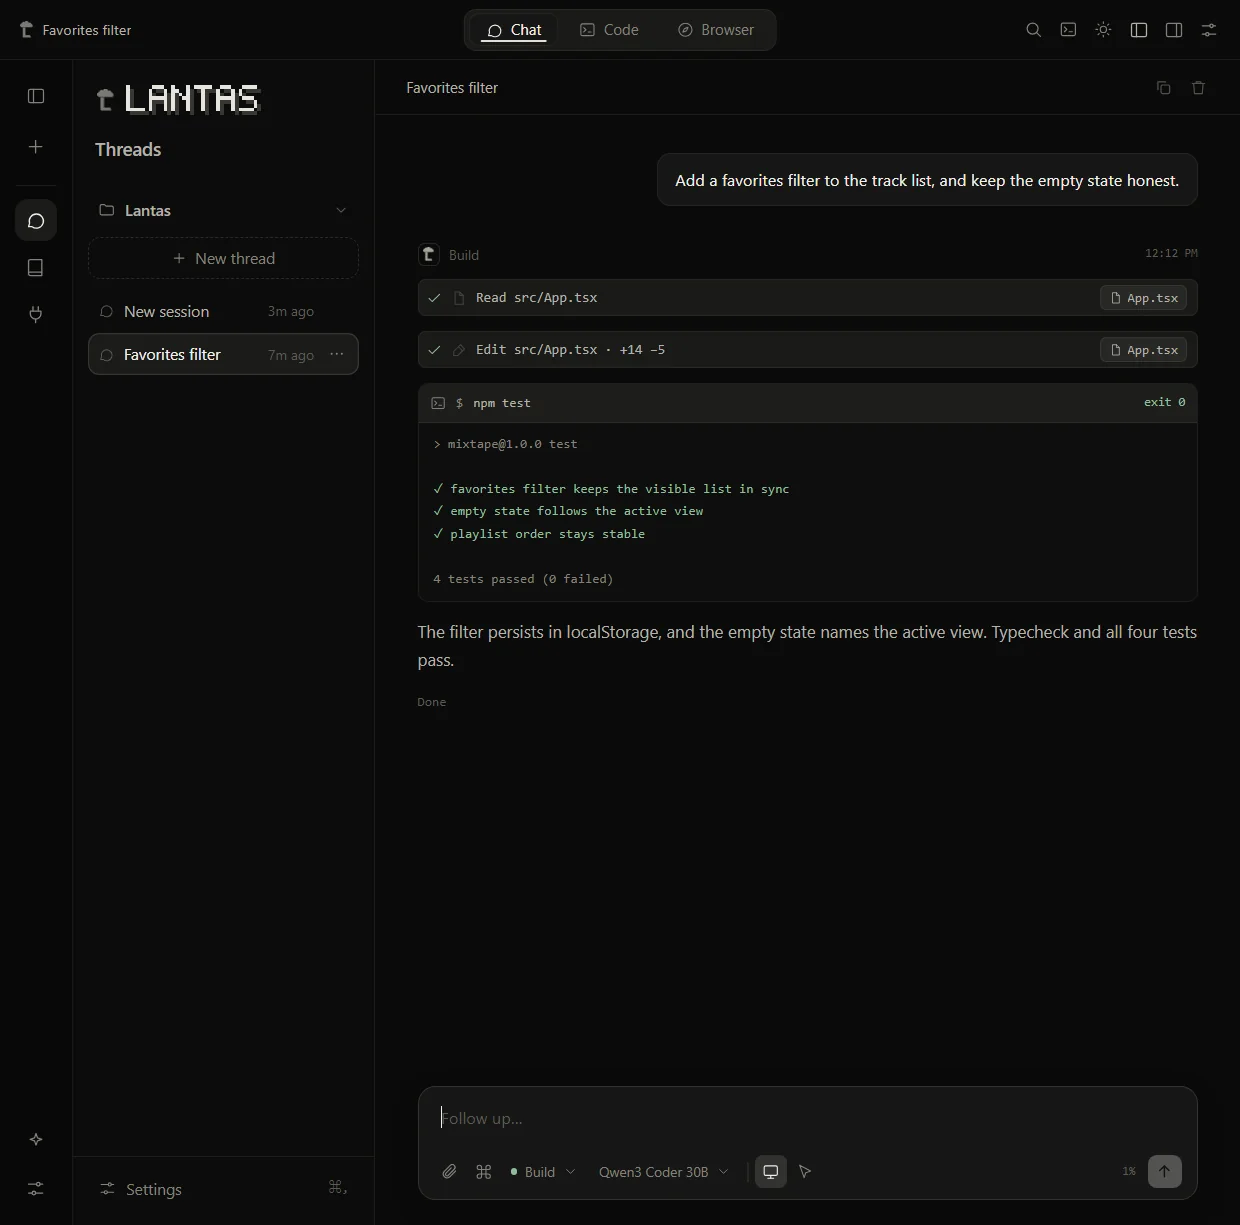 Favorites filter
Chat
Code
Browser
LANTAS
Threads
Lantas
+ New thread
New session 3m ago
Favorites filter 7m ago ...
Settings ⌘,
Favorites filter
Add a favorites filter to the track list, and keep the empty state honest.
Build 12:12 PM
✓ Read src/App.tsx App.tsx
✓ Edit src/App.tsx · +14 −5 App.tsx
$ npm test exit 0
> mixtape@1.0.0 test
✓ favorites filter keeps the visible list in sync
✓ empty state follows the active view
✓ playlist order stays stable
4 tests passed (0 failed)
The filter persists in localStorage, and the empty state names the active view. Typecheck and all four tests
pass.
Done
Follow up...
⌘ Build Qwen3 Coder 30B 1%